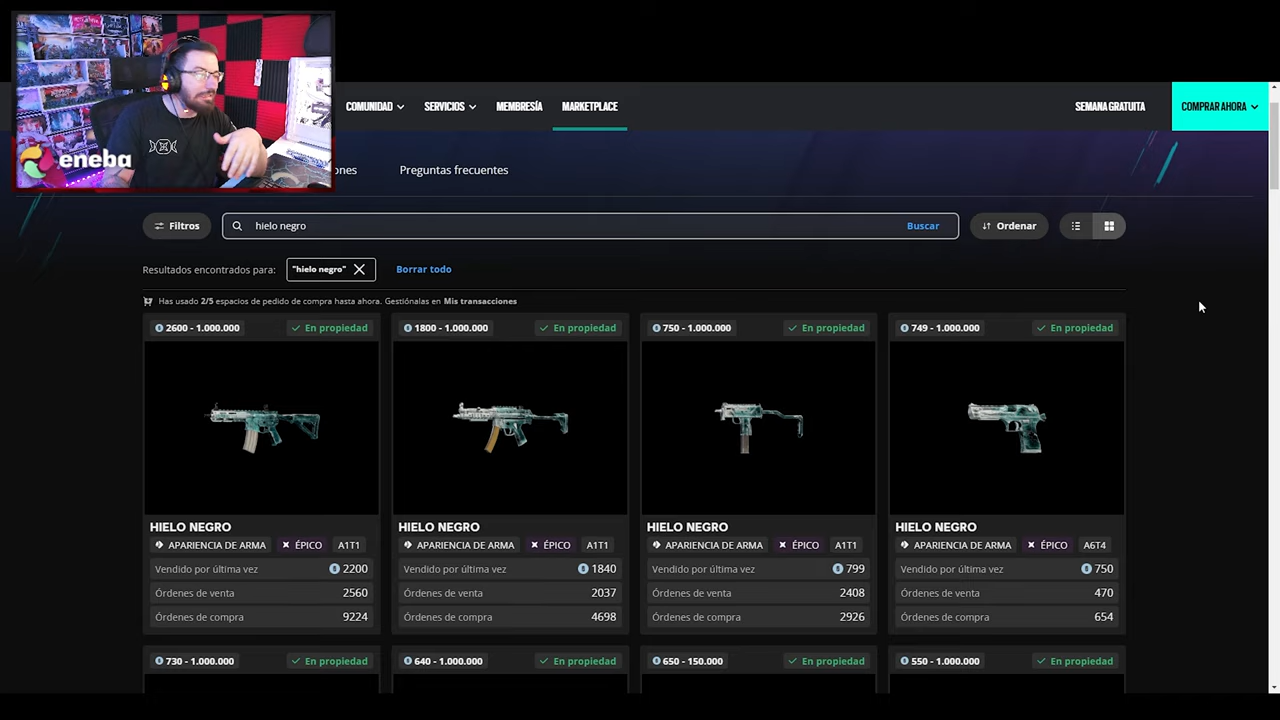 COMUNIDAD
SERVICIOS
MEMBRESÍA
MARKETPLACE
SEMANA GRATUITA
COMPRAR AHORA
eneba
ones
Preguntas frecuentes
Filtros
hielo negro
Buscar
Ordenar
Resultados encontrados para:
"hielo negro"
Borrar todo
Has usado 2/5 espacios de pedido de compra hasta ahora. Gestiónalas en Mis transacciones
2600 - 1.000.000
En propiedad
1800 - 1.000.000
En propiedad
750 - 1.000.000
En propiedad
749 - 1.000.000
En propiedad
HIELO NEGRO
APARIENCIA DE ARMA
ÉPICO
A1T1
Vendido por última vez 2200
Órdenes de venta 2560
Órdenes de compra 9224
HIELO NEGRO
APARIENCIA DE ARMA
ÉPICO
A1T1
Vendido por última vez 1840
Órdenes de venta 2037
Órdenes de compra 4698
HIELO NEGRO
APARIENCIA DE ARMA
ÉPICO
A1T1
Vendido por última vez 799
Órdenes de venta 2408
Órdenes de compra 2926
HIELO NEGRO
APARIENCIA DE ARMA
ÉPICO
A6T4
Vendido por última vez 750
Órdenes de venta 470
Órdenes de compra 654
730 - 1.000.000
En propiedad
640 - 1.000.000
En propiedad
650 - 150.000
En propiedad
550 - 1.000.000
En propiedad